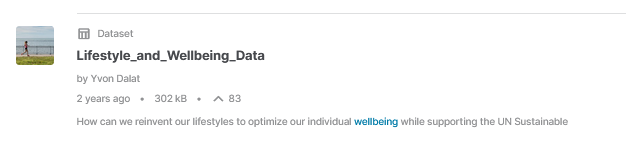 Dataset
Lifestyle_and_Wellbeing_Data
by Yvon Dalat
2 years ago • 302 kB • 83
How can we reinvent our lifestyles to optimize our individual wellbeing while supporting the UN Sustainable